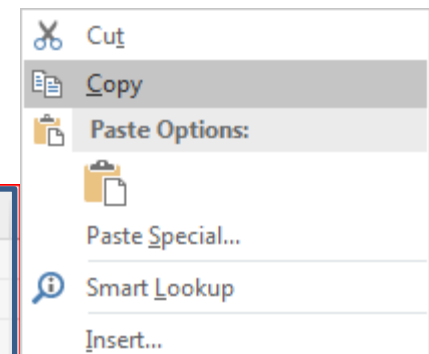 Cut
Copy
Paste Options:
Paste Special...
Smart Lookup
Insert...